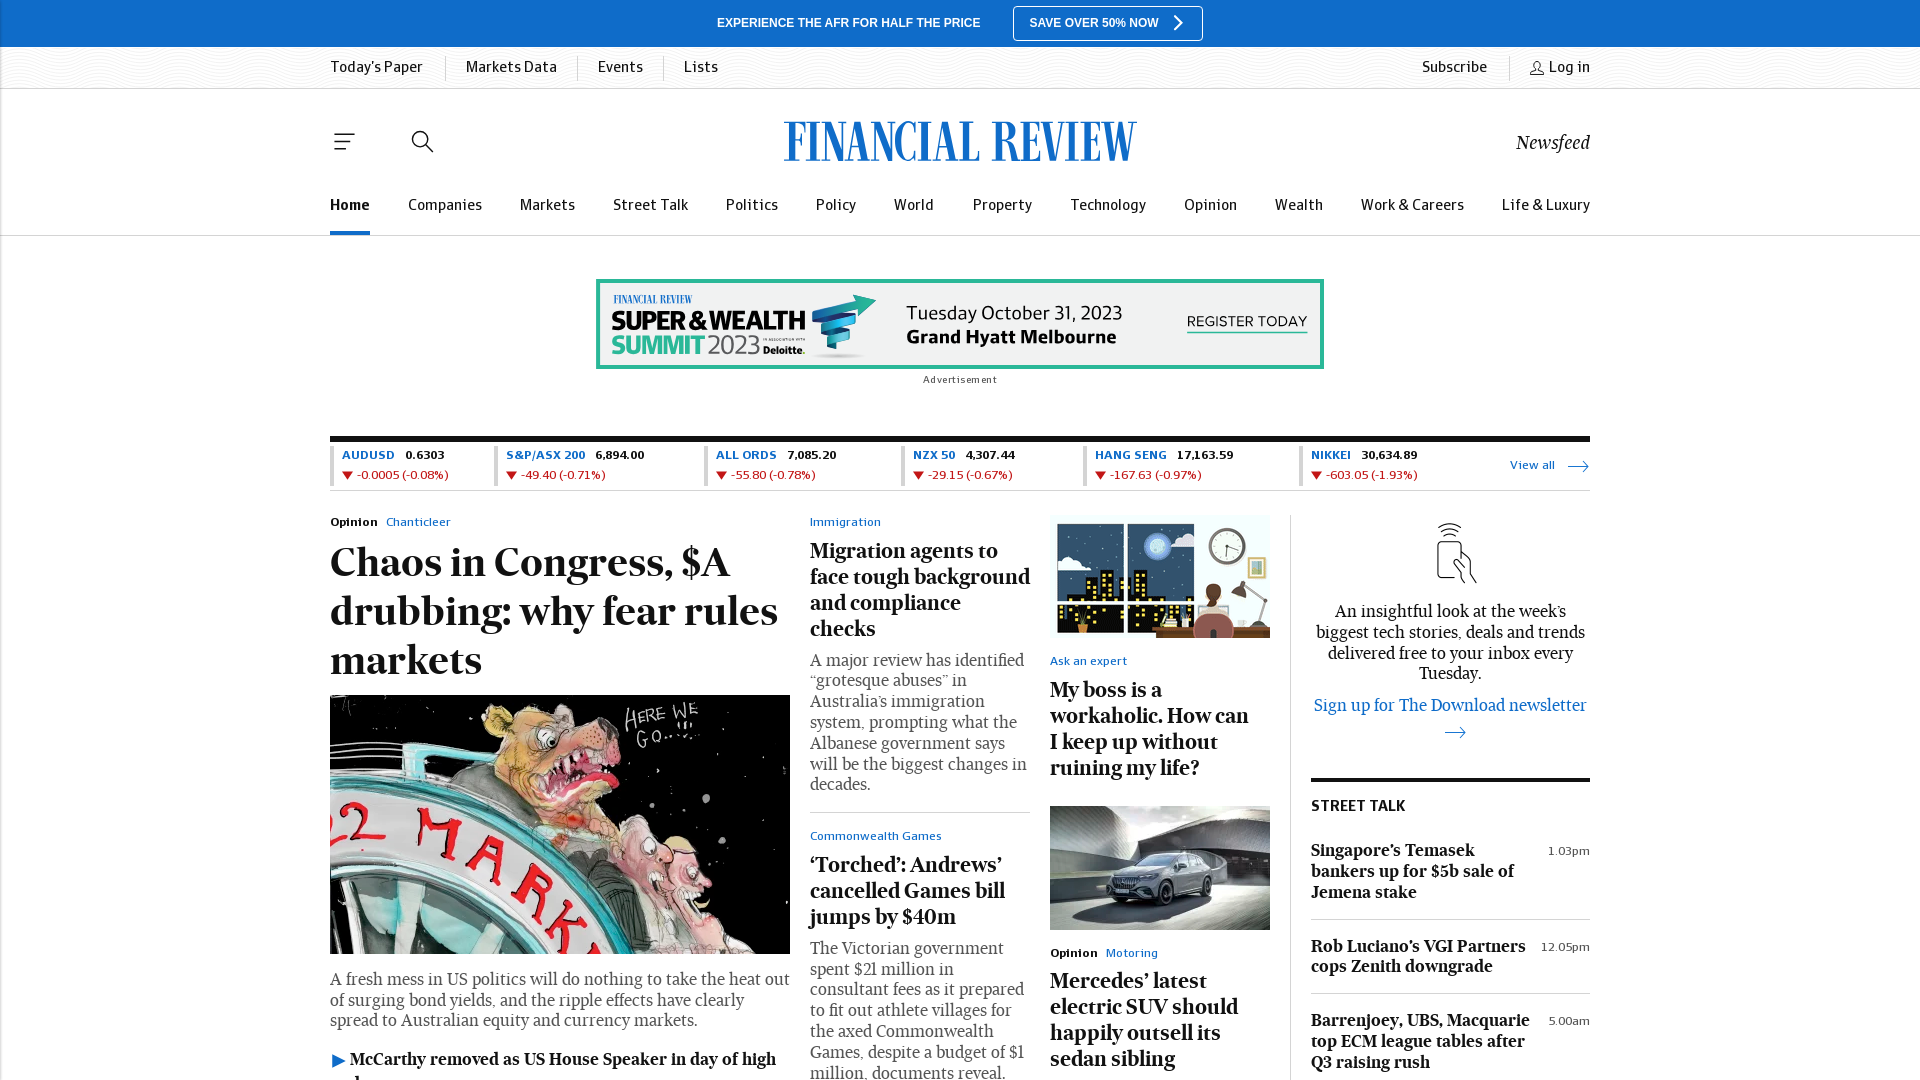 EXPERIENCE THE AFR FOR HALF THE PRICE
SAVE OVER 50% NOW
Today's Paper
Markets Data
Events
Lists
Subscribe
Log in
FINANCIAL REVIEW
Newsfeed
Home
Companies
Markets
Street Talk
Politics
Policy
World
Property
Technology
Opinion
Wealth
Work & Careers
Life & Luxury
FINANCIAL REVIEW
SUPER & WEALTH
SUMMIT 2023 IN ASSOCIATION WITH Deloitte.
Tuesday October 31, 2023
Grand Hyatt Melbourne
REGISTER TODAY
Advertisement
AUDUSD 0.6303
-0.0005 (-0.08%)
S&P/ASX 200 6,894.00
-49.40 (-0.71%)
ALL ORDS 7,085.20
-55.80 (-0.78%)
NZX 50 4,307.44
-29.15 (-0.67%)
HANG SENG 17,163.59
-167.63 (-0.97%)
NIKKEI 30,634.89
-603.05 (-1.93%)
View all
Opinion Chanticleer
Chaos in Congress, $A
drubbing: why fear rules
markets
HERE WE
GO.....
22 MARK
A fresh mess in US politics will do nothing to take the heat out
of surging bond yields, and the ripple effects have clearly
spread to Australian equity and currency markets.
McCarthy removed as US House Speaker in day of high
Immigration
Migration agents to
face tough background
and compliance
checks
A major review has identified
“grotesque abuses” in
Australia’s immigration
system, prompting what the
Albanese government says
will be the biggest changes in
decades.
Commonwealth Games
‘Torched’: Andrews’
cancelled Games bill
jumps by $40m
The Victorian government
spent $21 million in
consultant fees as it prepared
to fit out athlete villages for
the axed Commonwealth
Games, despite a budget of $1
million, documents reveal.
Ask an expert
My boss is a
workaholic. How can
I keep up without
ruining my life?
Opinion Motoring
Mercedes’ latest
electric SUV should
happily outsell its
sedan sibling
An insightful look at the week’s
biggest tech stories, deals and trends
delivered free to your inbox every
Tuesday.
Sign up for The Download newsletter
STREET TALK
Singapore’s Temasek
bankers up for $5b sale of
Jemena stake
1.03pm
Rob Luciano’s VGI Partners
cops Zenith downgrade
12.05pm
Barrenjoey, UBS, Macquarie
top ECM league tables after
Q3 raising rush
5.00am